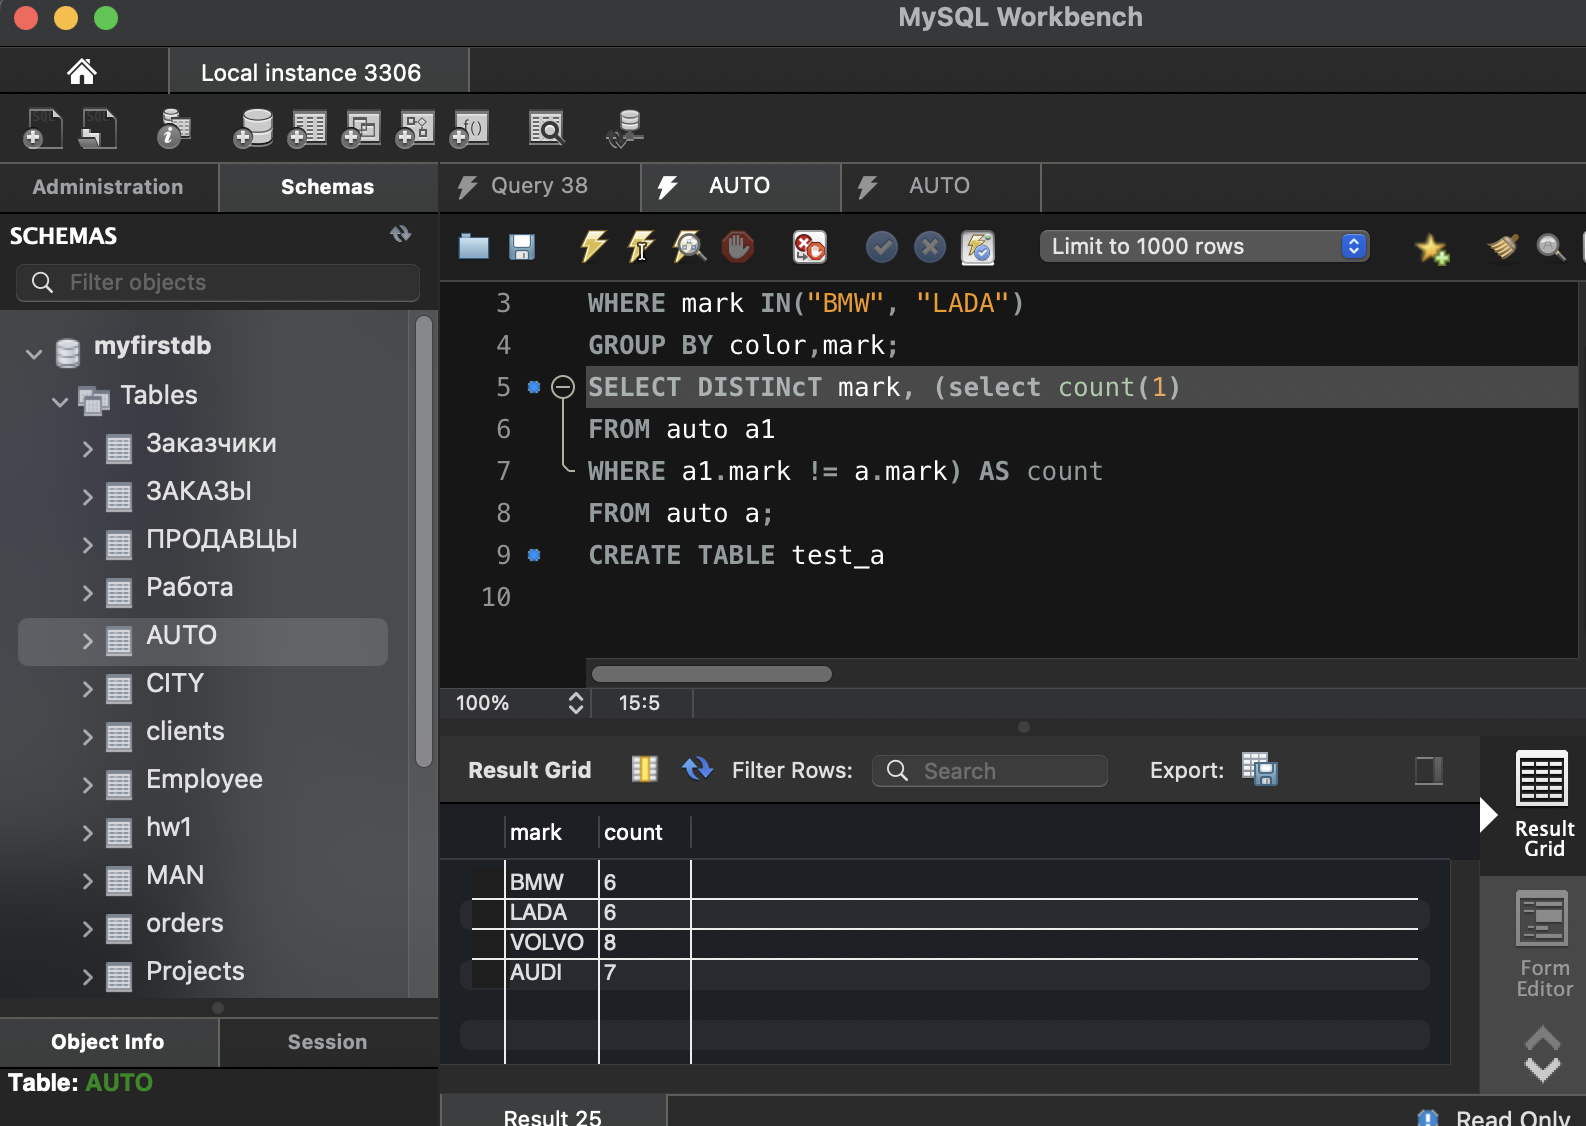 MySQL Workbench
Local instance 3306
Administration
Schemas
Query 38
AUTO
AUTO
SCHEMAS
Filter objects
Limit to 1000 rows
myfirstdb
Tables
Заказчики
ЗАКАЗЫ
ПРОДАВЦЫ
Работа
AUTO
CITY
clients
Employee
hw1
MAN
orders
Projects
Object Info
Session
Table: AUTO
3 WHERE mark IN("BMW", "LADA")
4 GROUP BY color,mark;
5 SELECT DISTINcT mark, (select count(1)
6 FROM auto a1
7 WHERE a1.mark != a.mark) AS count
8 FROM auto a;
9 CREATE TABLE test_a
10
100%
15:5
Result Grid
Filter Rows:
Search
Export:
mark count
BMW 6
LADA 6
VOLVO 8
AUDI 7
Result
Grid
Form
Editor
Result 25
Read Only